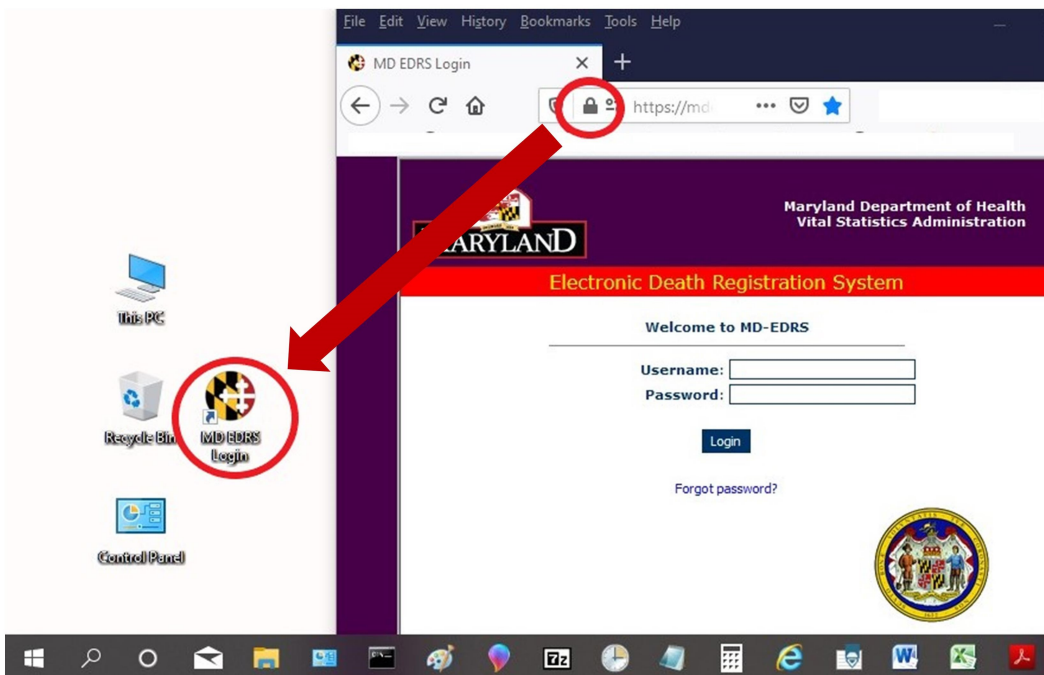 File Edit View History Bookmarks Tools Help
MD EDRS Login
https://md
Maryland Department of Health
Vital Statistics Administration
MARYLAND
Electronic Death Registration System
Welcome to MD-EDRS
Username:
Password:
Login
Forgot password?
This PC
Recycle Bin
MD EDRS
Login
Control Panel
7z
W
X